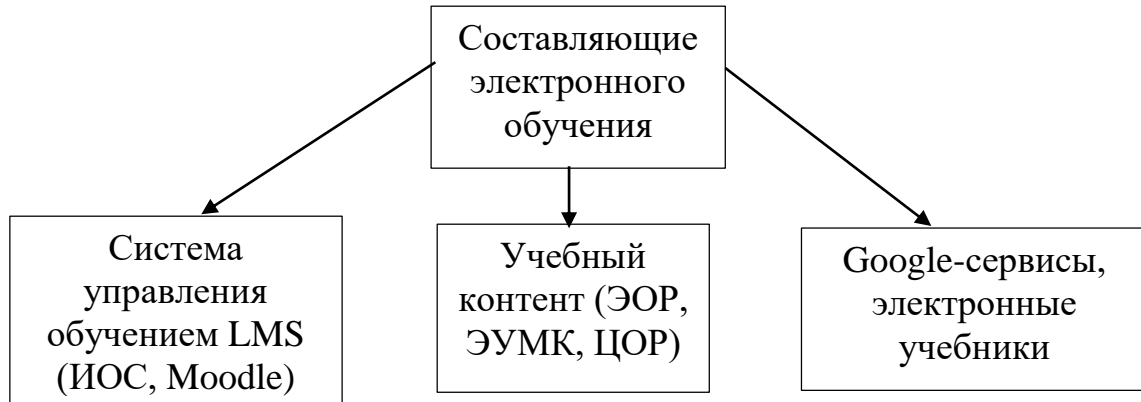 Составляющие
электронного
обучения
Система
управления
обучением LMS
(ИОС, Moodle)
Учебный
контент (ЭОР,
ЭУМК, ЦОР)
Google-сервисы,
электронные
учебники